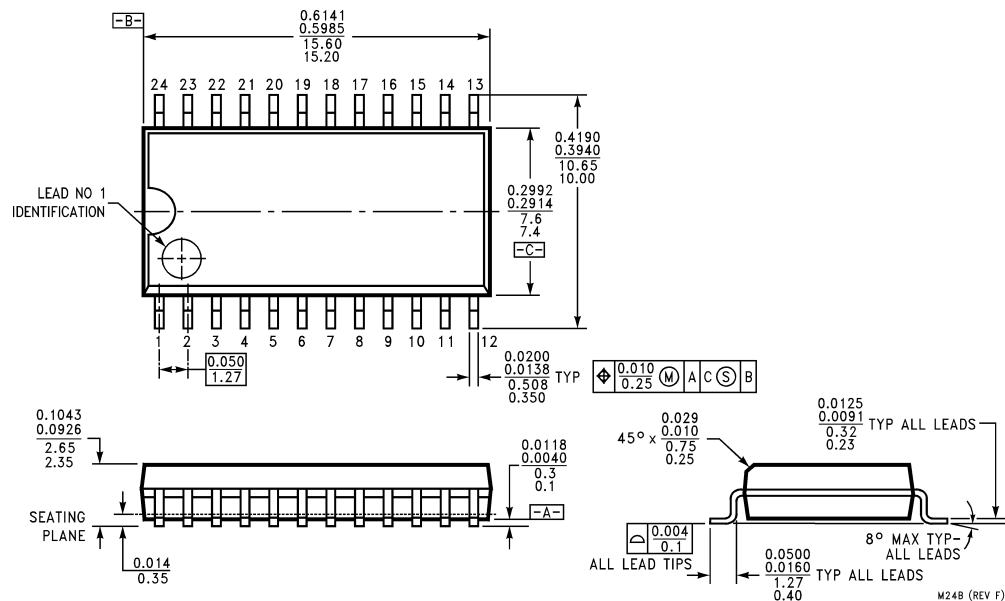 -B-
0.6141
0.5985
15.60
15.20
24 23 22 21 20 19 18 17 16 15 14 13
0.4190
0.3940
10.65
10.00
LEAD NO 1
IDENTIFICATION
0.2992
0.2914
7.6
7.4
-C-
1 2 3 4 5 6 7 8 9 10 11 12
0.050
1.27
0.0200
0.0138
0.508
0.350
TYP
0.010
0.25
M A C S B
0.1043
0.0926
2.65
2.35
0.0118
0.0040
0.3
0.1
-A-
SEATING
PLANE
0.014
0.35
45° x
0.029
0.010
0.75
0.25
0.0125
0.0091
0.32
0.23
TYP ALL LEADS
0.004
0.1
ALL LEAD TIPS
0.0500
0.0160
1.27
0.40
TYP ALL LEADS
8° MAX TYP-
ALL LEADS
M24B (REV F)